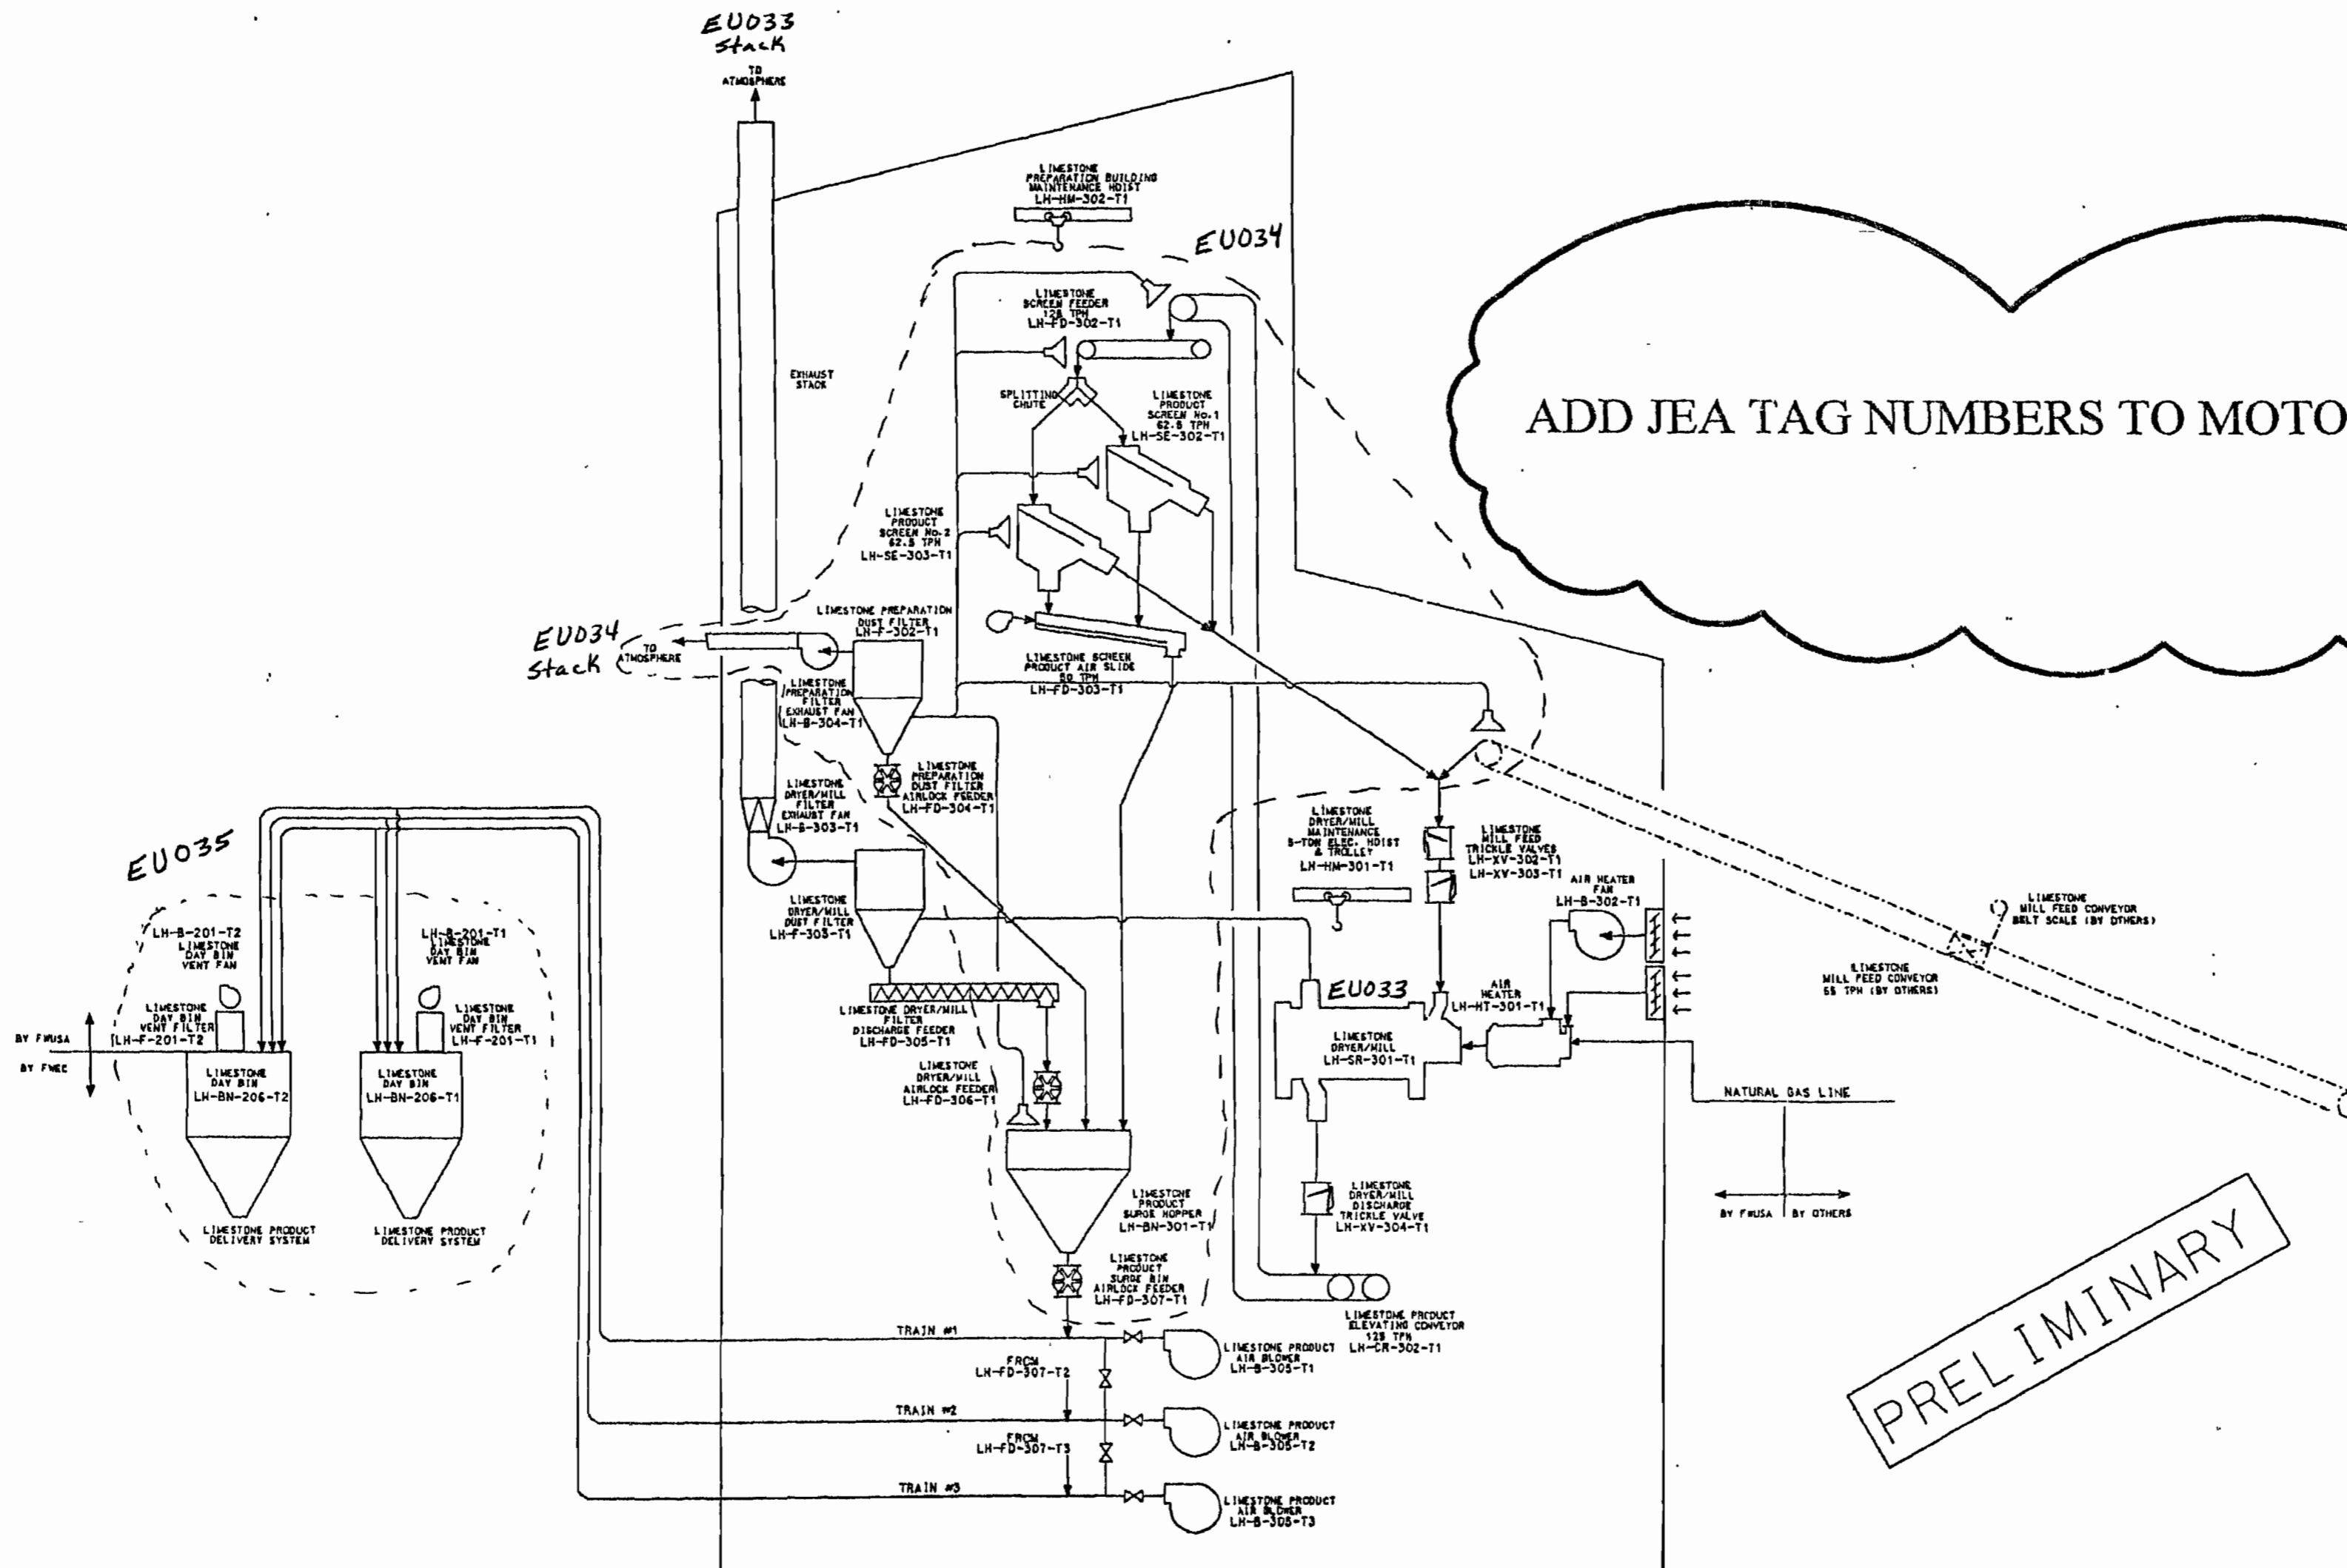 EU033
Stack
TO
ATMOSPHERE
LIMESTONE
PREPARATION BUILDING
MAINTENANCE HOIST
LH-HM-302-T1
EU034
LIMESTONE
SCREEN FEEDER
125 TPH
LH-FD-302-T1
EXHAUST
STACK
SPLITTING
CHUTE
LIMESTONE
PRODUCT
SCREEN No.1
62.5 TPH
LH-SE-302-T1
ADD JEA TAG NUMBERS TO MOTO
LIMESTONE
PRODUCT
SCREEN No.2
62.5 TPH
LH-SE-303-T1
LIMESTONE PREPARATION
DUST FILTER
LH-F-302-T1
EU034
Stack
TO
ATMOSPHERE
LIMESTONE SCREEN
PRODUCT AIR SLIDE
50 TPH
LH-FD-303-T1
LIMESTONE
PREPARATION
FILTER
EXHAUST FAN
LH-B-304-T1
LIMESTONE
PREPARATION
DUST FILTER
AIRLOCK FEEDER
LH-FD-304-T1
LIMESTONE
DRYER/MILL
FILTER
EXHAUST FAN
LH-B-303-T1
LIMESTONE
DRYER/MILL
MAINTENANCE
5-TON ELEC. HOIST
& TROLLEY
LH-HM-301-T1
LIMESTONE
MILL FEED
TRICKLE VALVES
LH-XV-302-T1
LH-XV-303-T1
EU035
AIR HEATER
FAN
LH-B-302-T1
LIMESTONE
MILL FEED CONVEYOR
BELT SCALE (BY OTHERS)
LIMESTONE
DRYER/MILL
DUST FILTER
LH-F-303-T1
LH-B-201-T2
LIMESTONE
DAY BIN
VENT FAN
LH-B-201-T1
LIMESTONE
DAY BIN
VENT FAN
LIMESTONE
MILL FEED CONVEYOR
55 TPH (BY OTHERS)
EU033
AIR
HEATER
LH-HT-301-T1
LIMESTONE
DAY BIN
VENT FILTER
LH-F-201-T2
LIMESTONE
DAY BIN
VENT FILTER
LH-F-201-T1
LIMESTONE DRYER/MILL
FILTER
DISCHARGE FEEDER
LH-FD-305-T1
BY FWUSA
BY FWEC
LIMESTONE
DRYER/MILL
LH-SR-301-T1
LIMESTONE
DAY BIN
LH-BN-206-T2
LIMESTONE
DAY BIN
LH-BN-206-T1
LIMESTONE
DRYER/MILL
AIRLOCK FEEDER
LH-FD-306-T1
NATURAL GAS LINE
LIMESTONE
PRODUCT
SURGE HOPPER
LH-BN-301-T1
LIMESTONE
DRYER/MILL
DISCHARGE
TRICKLE VALVE
LH-XV-304-T1
BY FWUSA
BY OTHERS
LIMESTONE PRODUCT
DELIVERY SYSTEM
LIMESTONE PRODUCT
DELIVERY SYSTEM
LIMESTONE
PRODUCT
SURGE BIN
AIRLOCK FEEDER
LH-FD-307-T1
PRELIMINARY
LIMESTONE PRODUCT
ELEVATING CONVEYOR
125 TPH
LH-CR-302-T1
TRAIN #1
LIMESTONE PRODUCT
AIR BLOWER
LH-B-305-T1
FROM
LH-FD-307-T2
TRAIN #2
LIMESTONE PRODUCT
AIR BLOWER
LH-B-305-T2
FROM
LH-FD-307-T3
TRAIN #3
LIMESTONE PRODUCT
AIR BLOWER
LH-B-305-T3